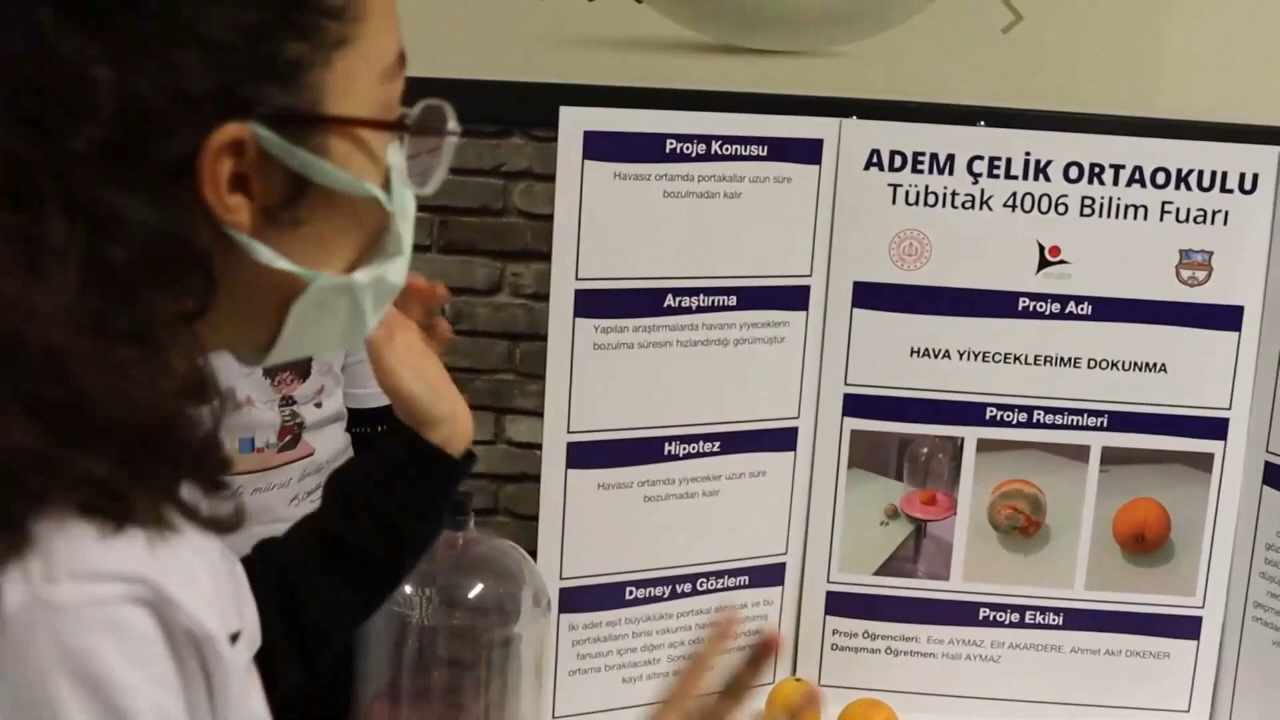 Proje Konusu
Havasız ortamda portakallar uzun süre
bozulmadan kalır.
Araştırma
Yapılan araştırmalarda havanın yiyeceklerin
bozulma süresini hızlandırdığı görülmüştür.
Hipotez
Havasız ortamda yiyecekler uzun süre
bozulmadan kalır.
Deney ve Gözlem
İki adet eşit büyüklükte portakal alınacak ve bu
portakalların birisi vakumla
fanusun içine diğeri açık oda
ortama bırakılacaktır.
kayıt altına
ADEM ÇELİK ORTAOKULU
Tübitak 4006 Bilim Fuarı
Proje Adı
HAVA YİYECEKLERİME DOKUNMA
Proje Resimleri
Proje Ekibi
Proje Öğrencileri: Ece AYMAZ, Elif AKARDERE, Ahmet Akif DİKENER
Danışman Öğretmen: Halil AYMAZ